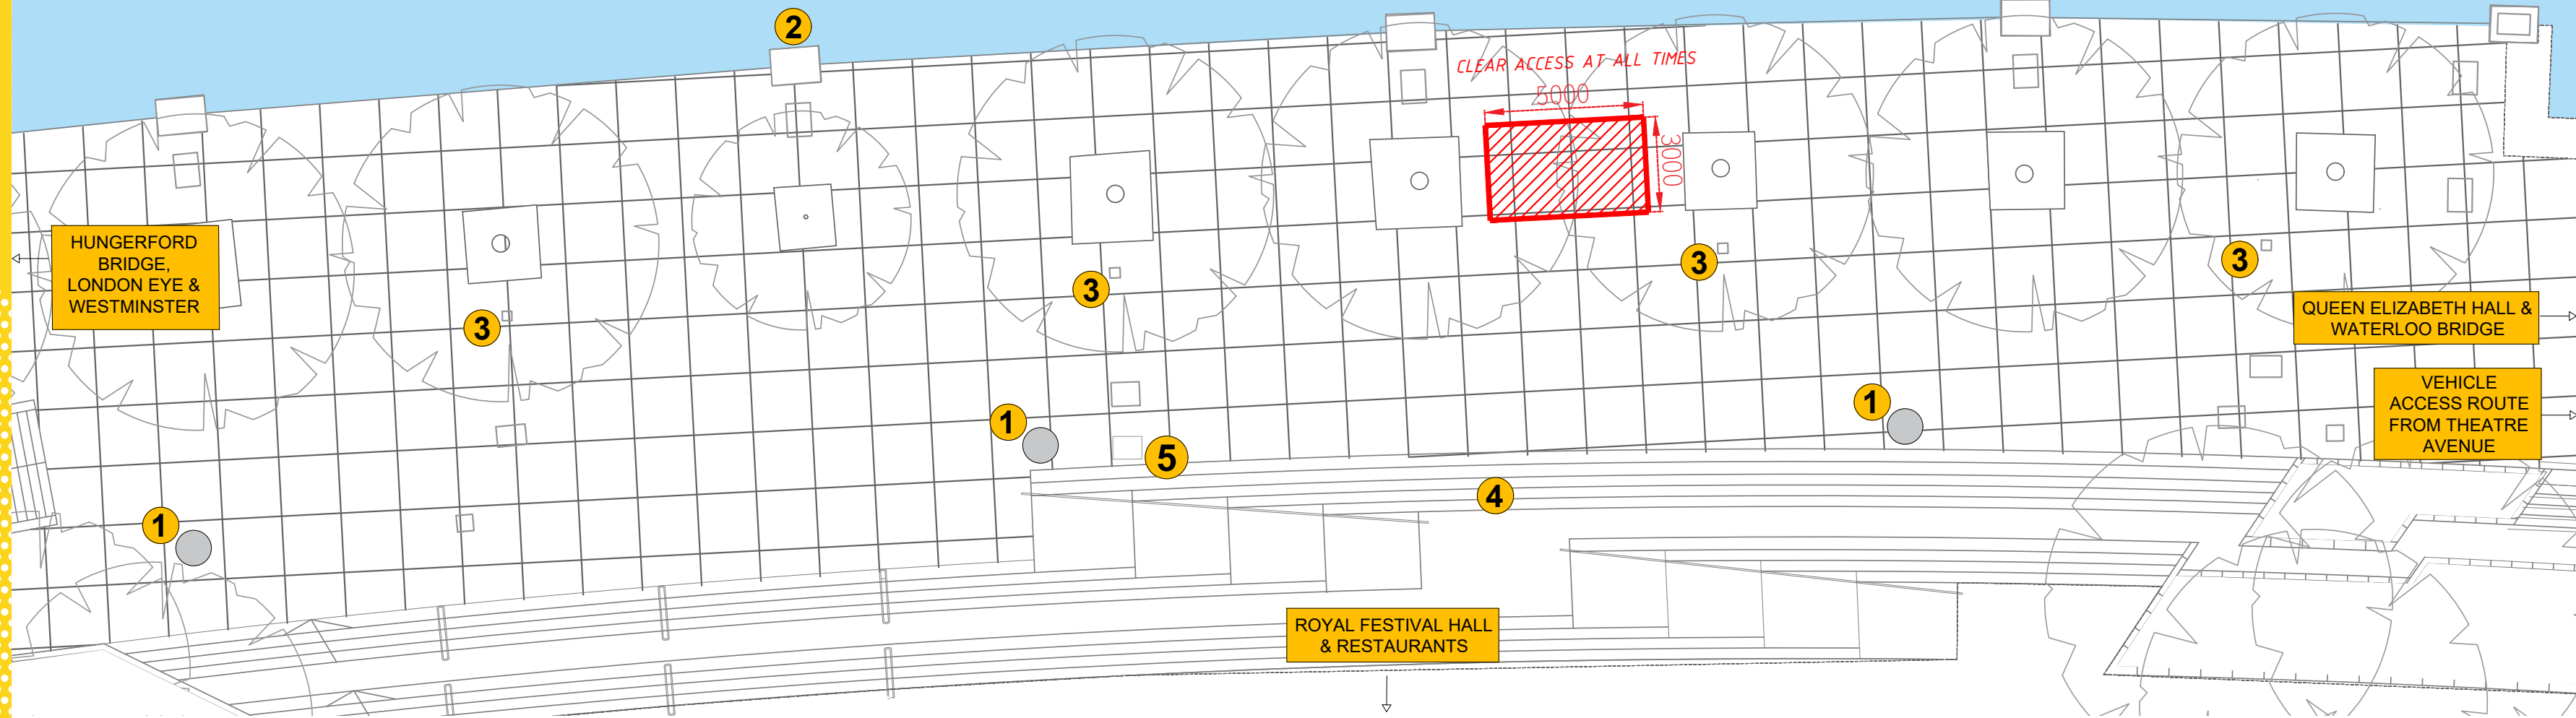 2
CLEAR ACCESS AT ALL TIMES
5000
3000
HUNGERFORD
BRIDGE,
LONDON EYE &
WESTMINSTER
3
3
3
3
QUEEN ELIZABETH HALL &
WATERLOO BRIDGE
VEHICLE
ACCESS ROUTE
FROM THEATRE
AVENUE
1
1
1
5
4
ROYAL FESTIVAL HALL
& RESTAURANTS